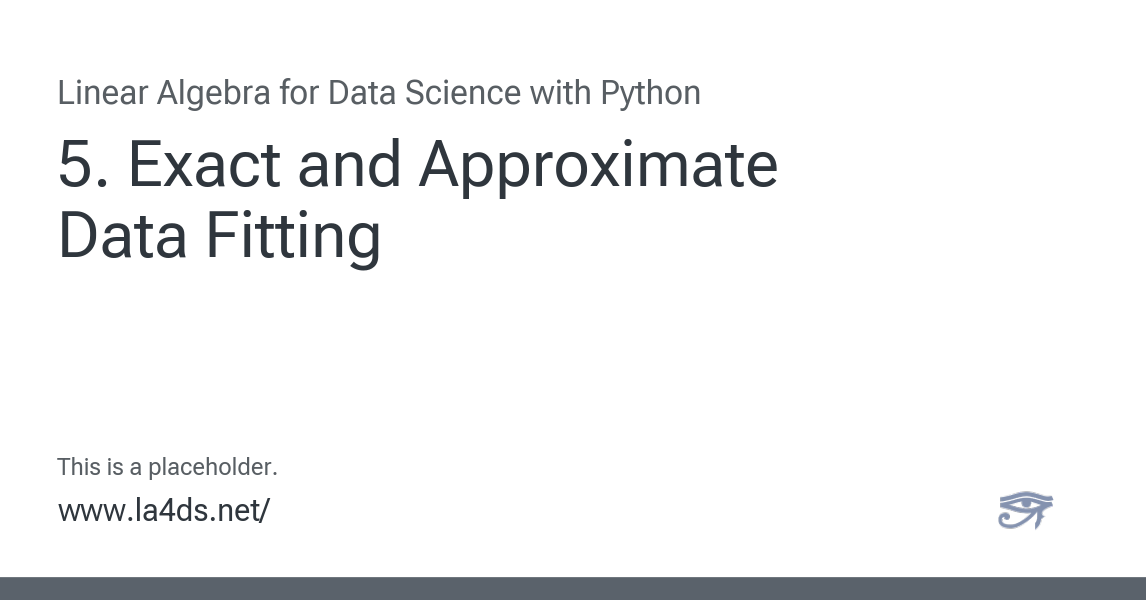 Linear Algebra for Data Science with Python
5. Exact and Approximate
Data Fitting
This is a placeholder.
www.la4ds.net/